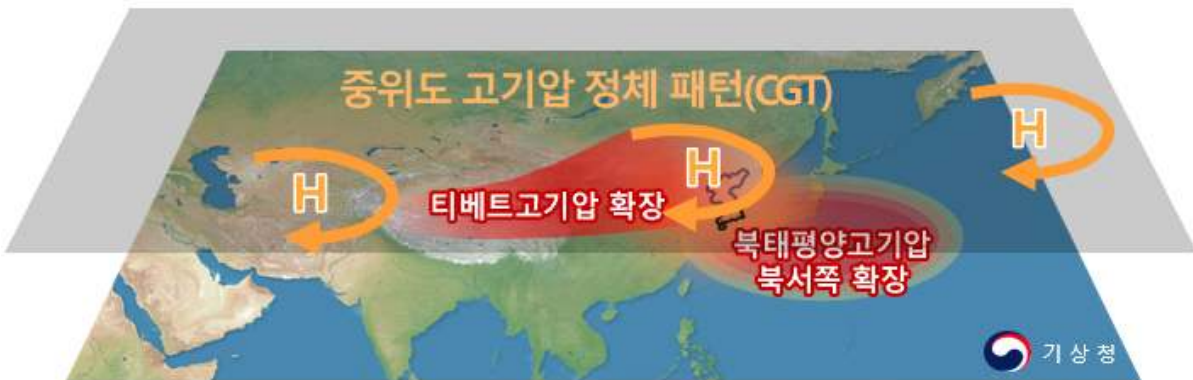 중위도 고기압 정체 패턴(CGT)
H
H
H
티베트고기압 확장
북태평양고기압
북서쪽 확장
기상청